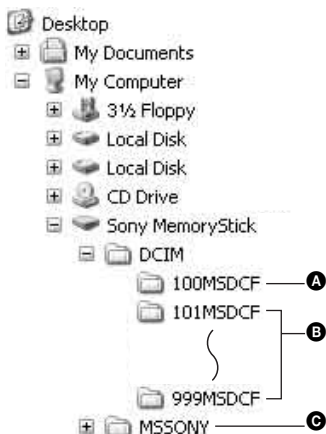 Desktop
My Documents
My Computer
3½ Floppy
Local Disk
Local Disk
CD Drive
Sony MemoryStick
DCIM
100MSDCF A
101MSDCF
B
999MSDCF
MSSONY C